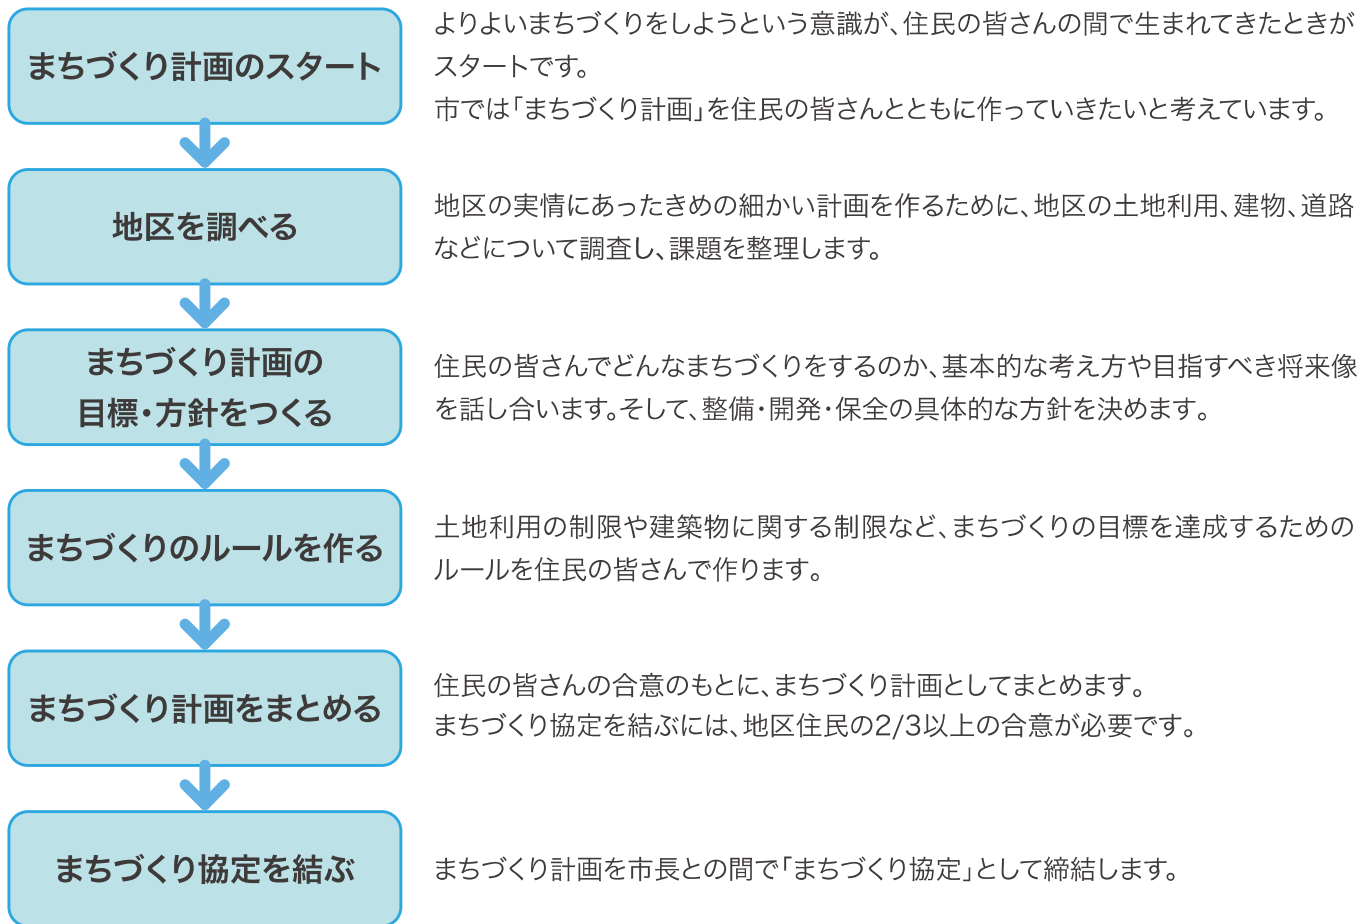 まちづくり計画のスタート
よりよいまちづくりをしようという意識が、住民の皆さんの間で生まれてきたときが
スタートです。
市では「まちづくり計画」を住民の皆さんとともに作っていきたいと考えています。
地区を調べる
地区の実情にあったきめの細かい計画を作るために、地区の土地利用、建物、道路
などについて調査し、課題を整理します。
まちづくり計画の
目標・方針をつくる
住民の皆さんでどんなまちづくりをするのか、基本的な考え方や目指すべき将来像
を話し合います。そして、整備・開発・保全の具体的な方針を決めます。
まちづくりのルールを作る
土地利用の制限や建築物に関する制限など、まちづくりの目標を達成するための
ルールを住民の皆さんで作ります。
まちづくり計画をまとめる
住民の皆さんの合意のもとに、まちづくり計画としてまとめます。
まちづくり協定を結ぶには、地区住民の2/3以上の合意が必要です。
まちづくり協定を結ぶ
まちづくり計画を市長との間で「まちづくり協定」として締結します。